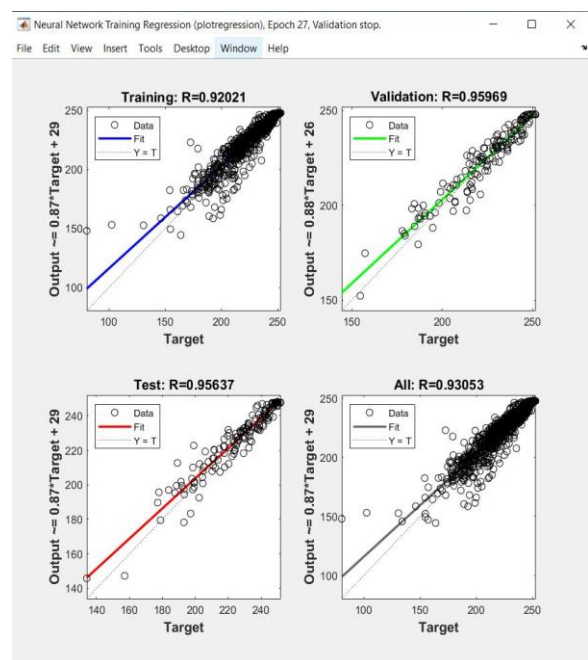 Neural Network Training Regression (plotregression), Epoch 27, Validation stop.
File Edit View Insert Tools Desktop Window Help
Training: R=0.92021
Output ~= 0.87*Target + 29
250
200
150
100
Data
Fit
Y = T
100 150 200 250
Target
Validation: R=0.95969
Output ~= 0.88*Target + 26
250
200
150
Data
Fit
Y = T
150 200 250
Target
Test: R=0.95637
Output ~= 0.87*Target + 29
240
220
200
180
160
140
Data
Fit
Y = T
140 160 180 200 220 240
Target
All: R=0.93053
Output ~= 0.87*Target + 29
250
200
150
100
Data
Fit
Y = T
100 150 200 250
Target